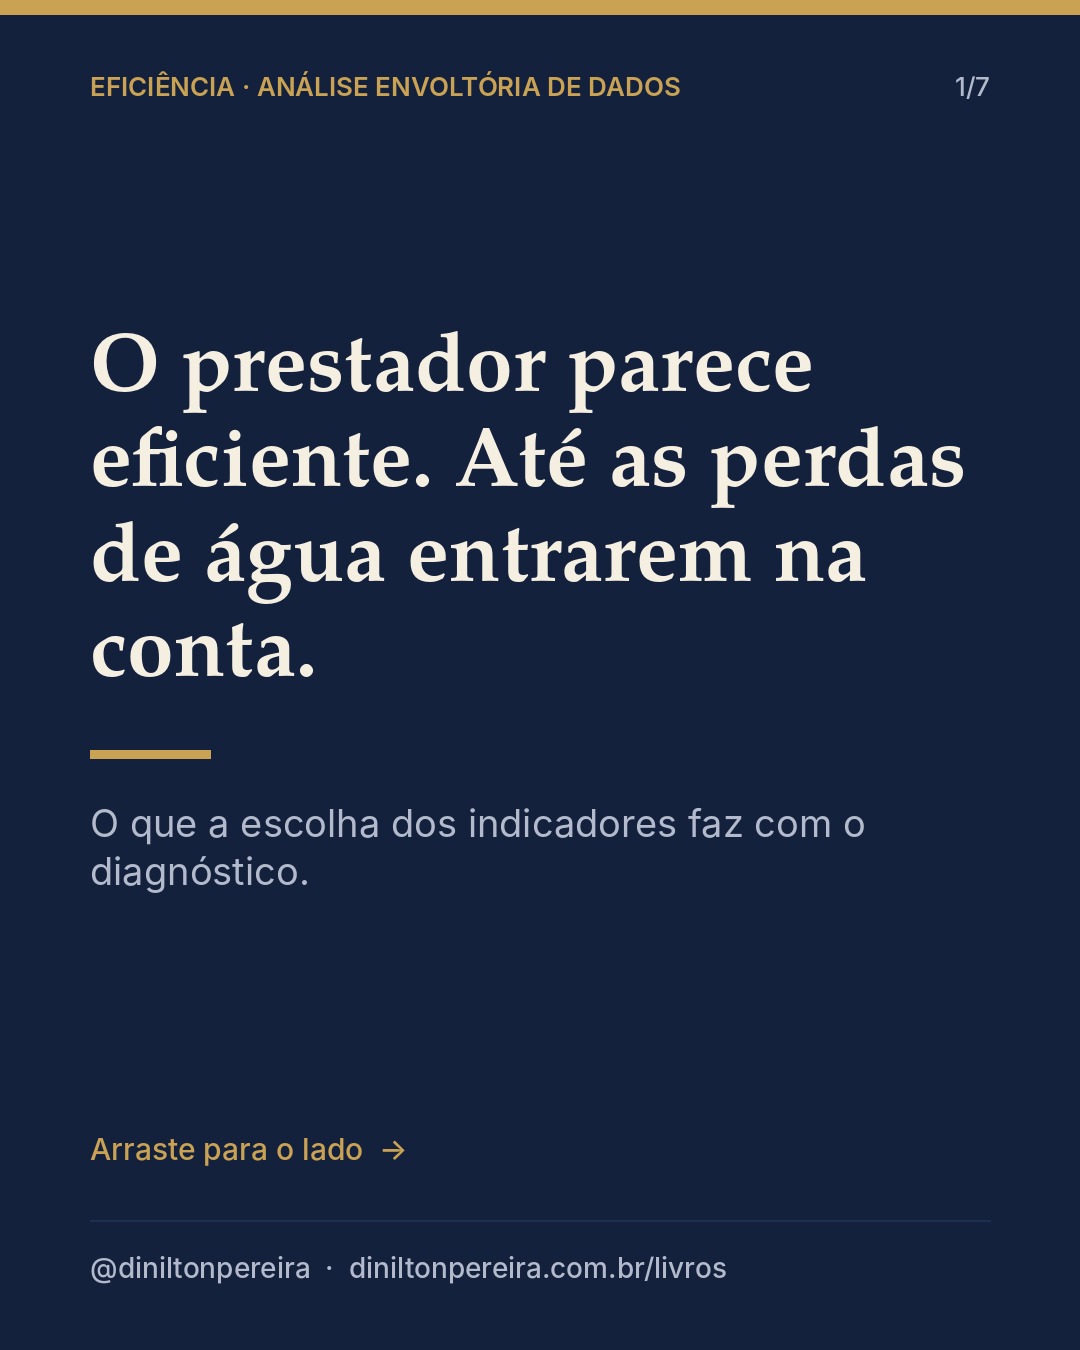 EFICIÊNCIA · ANÁLISE ENVOLTÓRIA DE DADOS
1/7
O prestador parece
eficiente. Até as perdas
de água entrarem na
conta.
O que a escolha dos indicadores faz com o
diagnóstico.
Arraste para o lado →
@diniltonpereira · diniltonpereira.com.br/livros